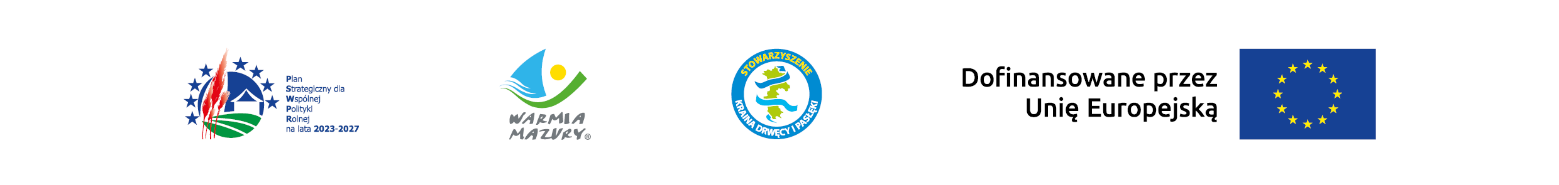 Plan
Strategiczny dla
Wspólnej
Polityki
Rolnej
na lata 2023-2027
WARMIA
MAZURY®
STOWARZYSZENIE
KRAINA DRWĘCY I PASŁĘKI
Dofinansowane przez
Unię Europejską